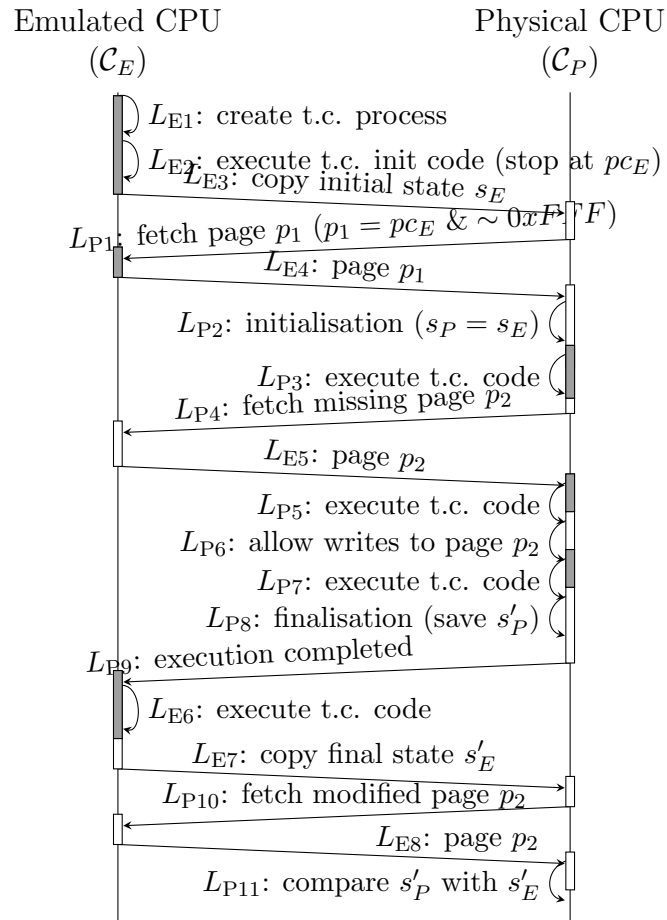 Emulated CPU
(𝒞_E)
Physical CPU
(𝒞_P)
L_E1: create t.c. process
L_E2: execute t.c. init code (stop at pc_E)
L_E3: copy initial state s_E
L_P1: fetch page p_1 (p_1 = pc_E & ∼ 0xFFF)
L_E4: page p_1
L_P2: initialisation (s_P = s_E)
L_P3: execute t.c. code
L_P4: fetch missing page p_2
L_E5: page p_2
L_P5: execute t.c. code
L_P6: allow writes to page p_2
L_P7: execute t.c. code
L_P8: finalisation (save s'_P)
L_P9: execution completed
L_E6: execute t.c. code
L_E7: copy final state s'_E
L_P10: fetch modified page p_2
L_E8: page p_2
L_P11: compare s'_P with s'_E